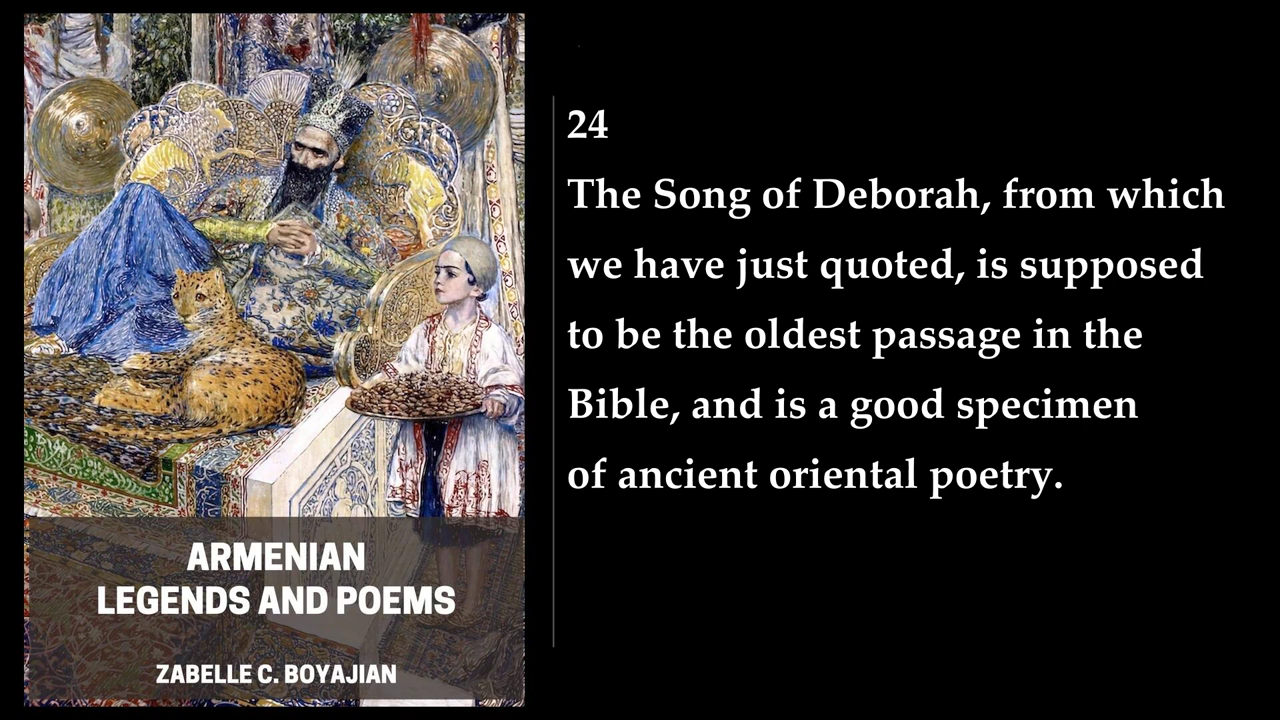 24
The Song of Deborah, from which
we have just quoted, is supposed
to be the oldest passage in the
Bible, and is a good specimen
of ancient oriental poetry.
ARMENIAN
LEGENDS AND POEMS
ZABELLE C. BOYAJIAN